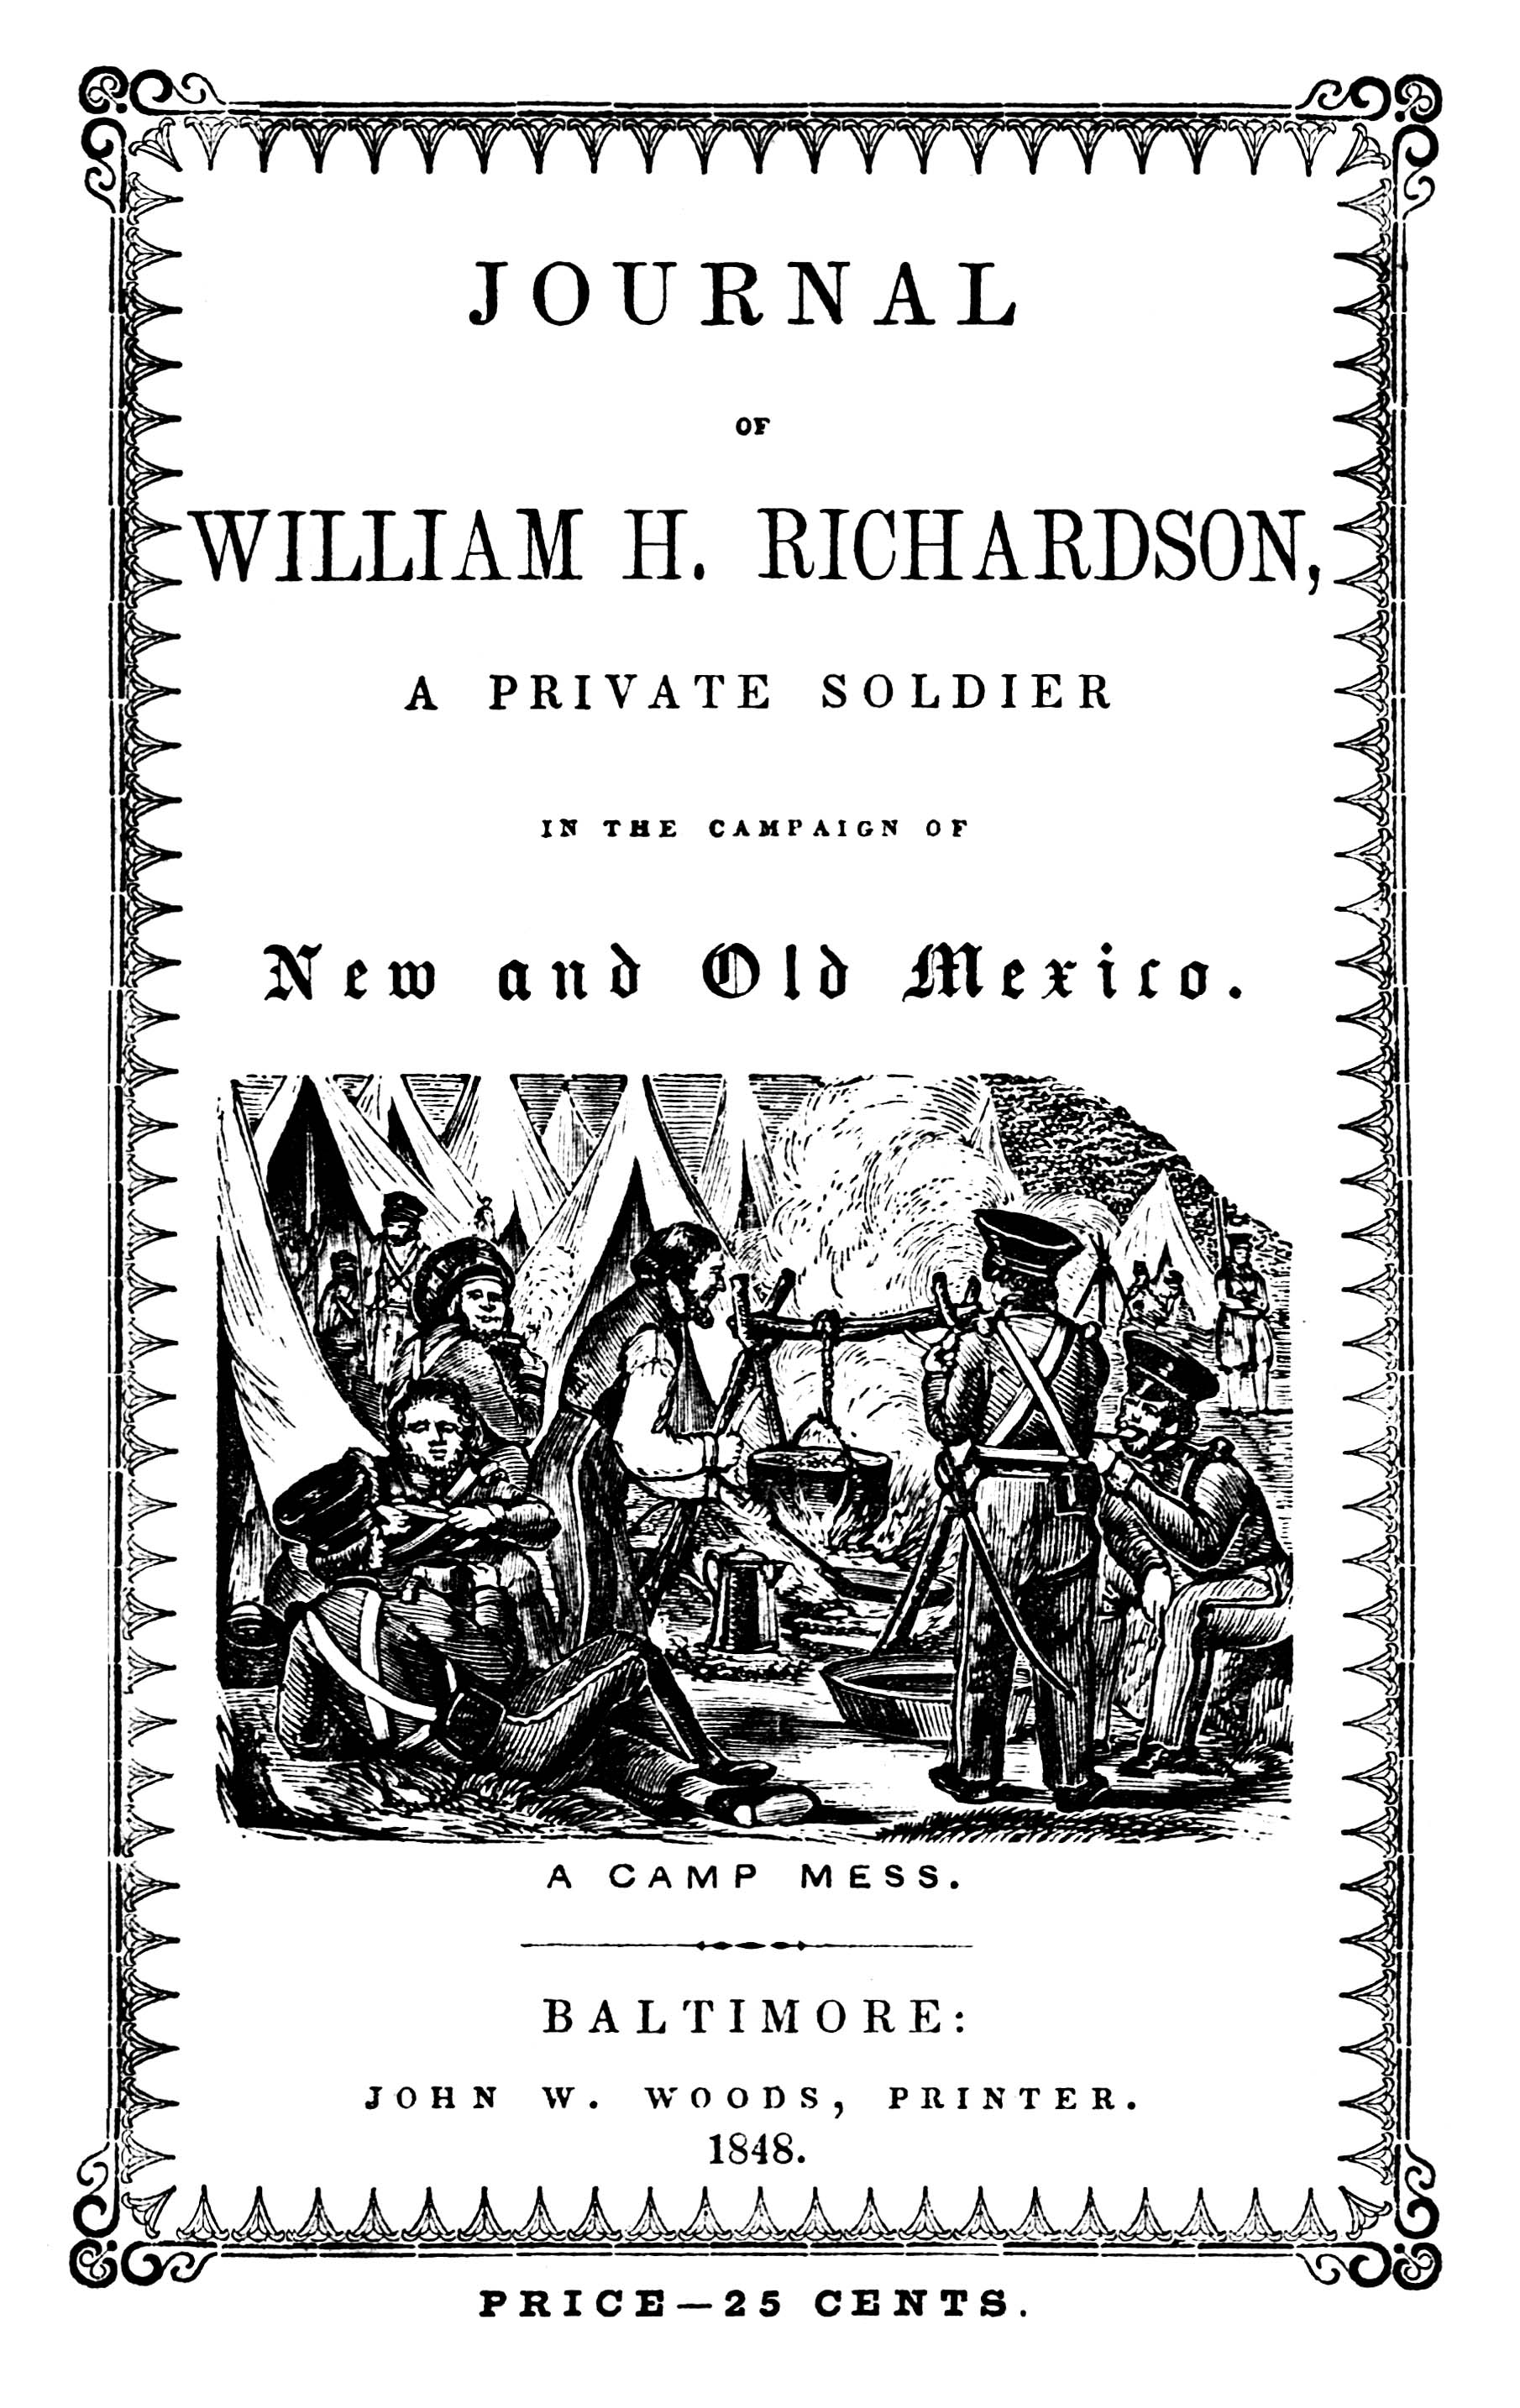 JOURNAL
OF
WILLIAM H. RICHARDSON,
A PRIVATE SOLDIER
IN THE CAMPAIGN OF
New and Old Mexico.
A CAMP MESS.
BALTIMORE:
JOHN W. WOODS, PRINTER.
1848.
PRICE—25 CENTS.